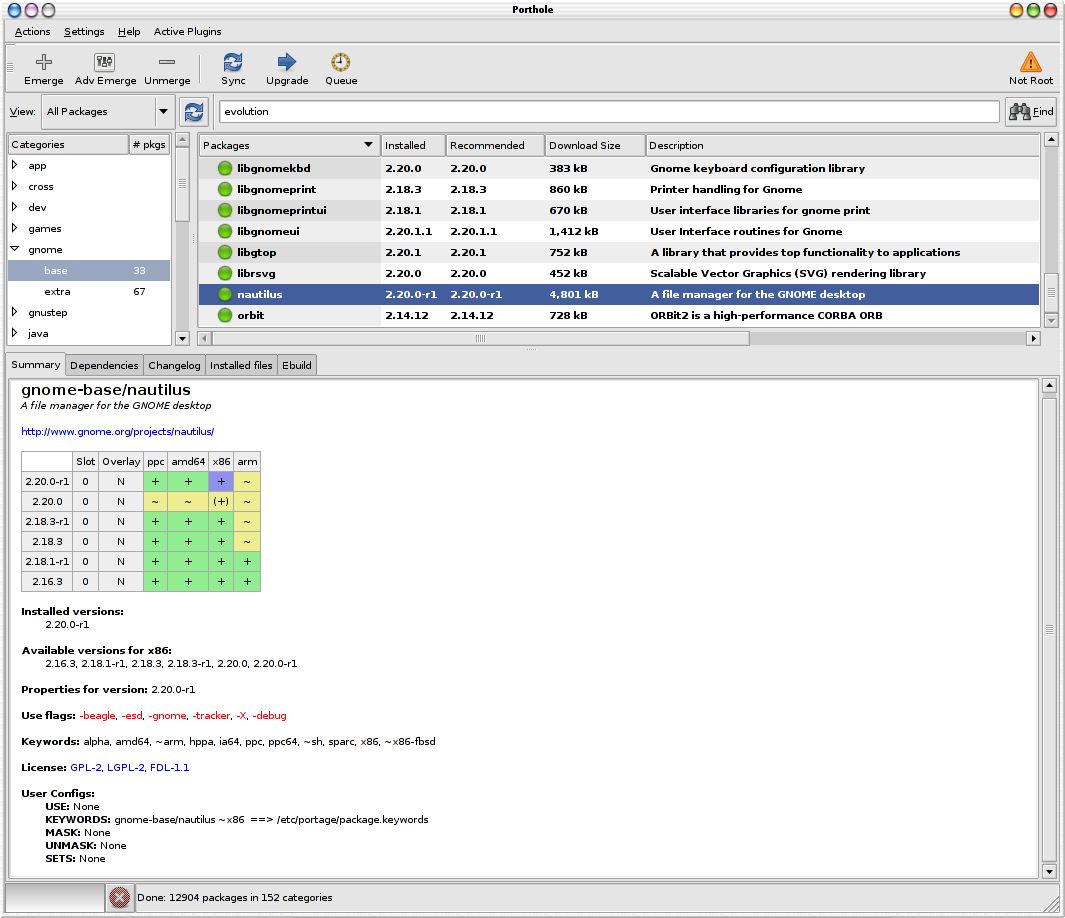 Porthole
Actions Settings Help Active Plugins
Emerge Adv Emerge Unmerge Sync Upgrade Queue Not Root
View: All Packages evolution Find
Categories # pkgs
app
cross
dev
games
gnome
base 33
extra 67
gnustep
java
Packages Installed Recommended Download Size Description
libgnomekbd 2.20.0 2.20.0 383 kB Gnome keyboard configuration library
libgnomeprint 2.18.3 2.18.3 860 kB Printer handling for Gnome
libgnomeprintui 2.18.1 2.18.1 670 kB User interface libraries for gnome print
libgnomeui 2.20.1.1 2.20.1.1 1,412 kB User Interface routines for Gnome
libgtop 2.20.1 2.20.1 752 kB A library that provides top functionality to applications
librsvg 2.20.0 2.20.0 452 kB Scalable Vector Graphics (SVG) rendering library
nautilus 2.20.0-r1 2.20.0-r1 4,801 kB A file manager for the GNOME desktop
orbit 2.14.12 2.14.12 728 kB ORBit2 is a high-performance CORBA ORB
Summary Dependencies Changelog Installed files Ebuild
gnome-base/nautilus
A file manager for the GNOME desktop
http://www.gnome.org/projects/nautilus/
Slot Overlay ppc amd64 x86 arm
2.20.0-r1 0 N + + + ~
2.20.0 0 N ~ ~ (+) ~
2.18.3-r1 0 N + + + ~
2.18.3 0 N + + + ~
2.18.1-r1 0 N + + + +
2.16.3 0 N + + + +
Installed versions:
2.20.0-r1
Available versions for x86:
2.16.3, 2.18.1-r1, 2.18.3, 2.18.3-r1, 2.20.0, 2.20.0-r1
Properties for version: 2.20.0-r1
Use flags: -beagle, -esd, -gnome, -tracker, -X, -debug
Keywords: alpha, amd64, ~arm, hppa, ia64, ppc, ppc64, ~sh, sparc, x86, ~x86-fbsd
License: GPL-2, LGPL-2, FDL-1.1
User Configs:
USE: None
KEYWORDS: gnome-base/nautilus ~x86 ==> /etc/portage/package.keywords
MASK: None
UNMASK: None
SETS: None
Done: 12904 packages in 152 categories